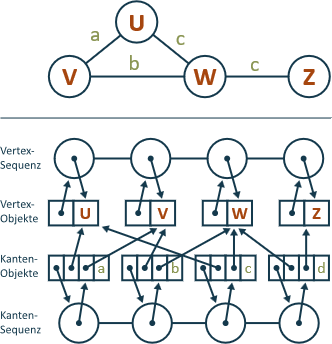 U
a
c
V
b
W
c
Z
Vertex-
Sequenz
Vertex-
Objekte
U
V
W
Z
Kanten-
Objekte
a
b
c
d
Kanten-
Sequenz